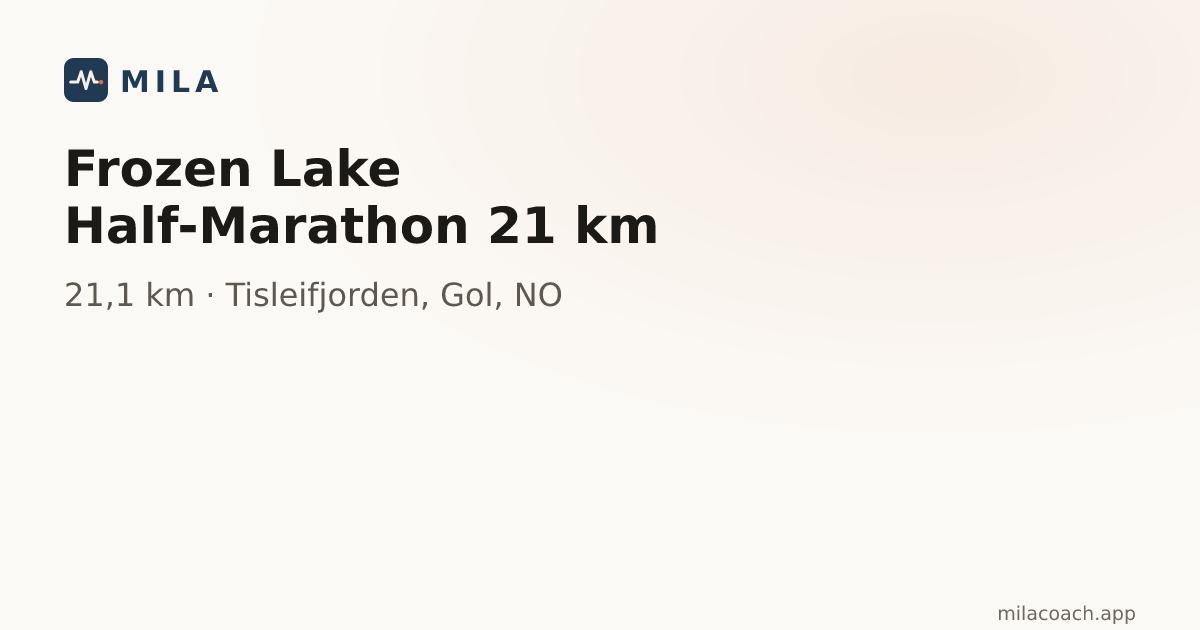 MILA
Frozen Lake
Half-Marathon 21 km
21,1 km · Tisleifjorden, Gol, NO
milacoach.app